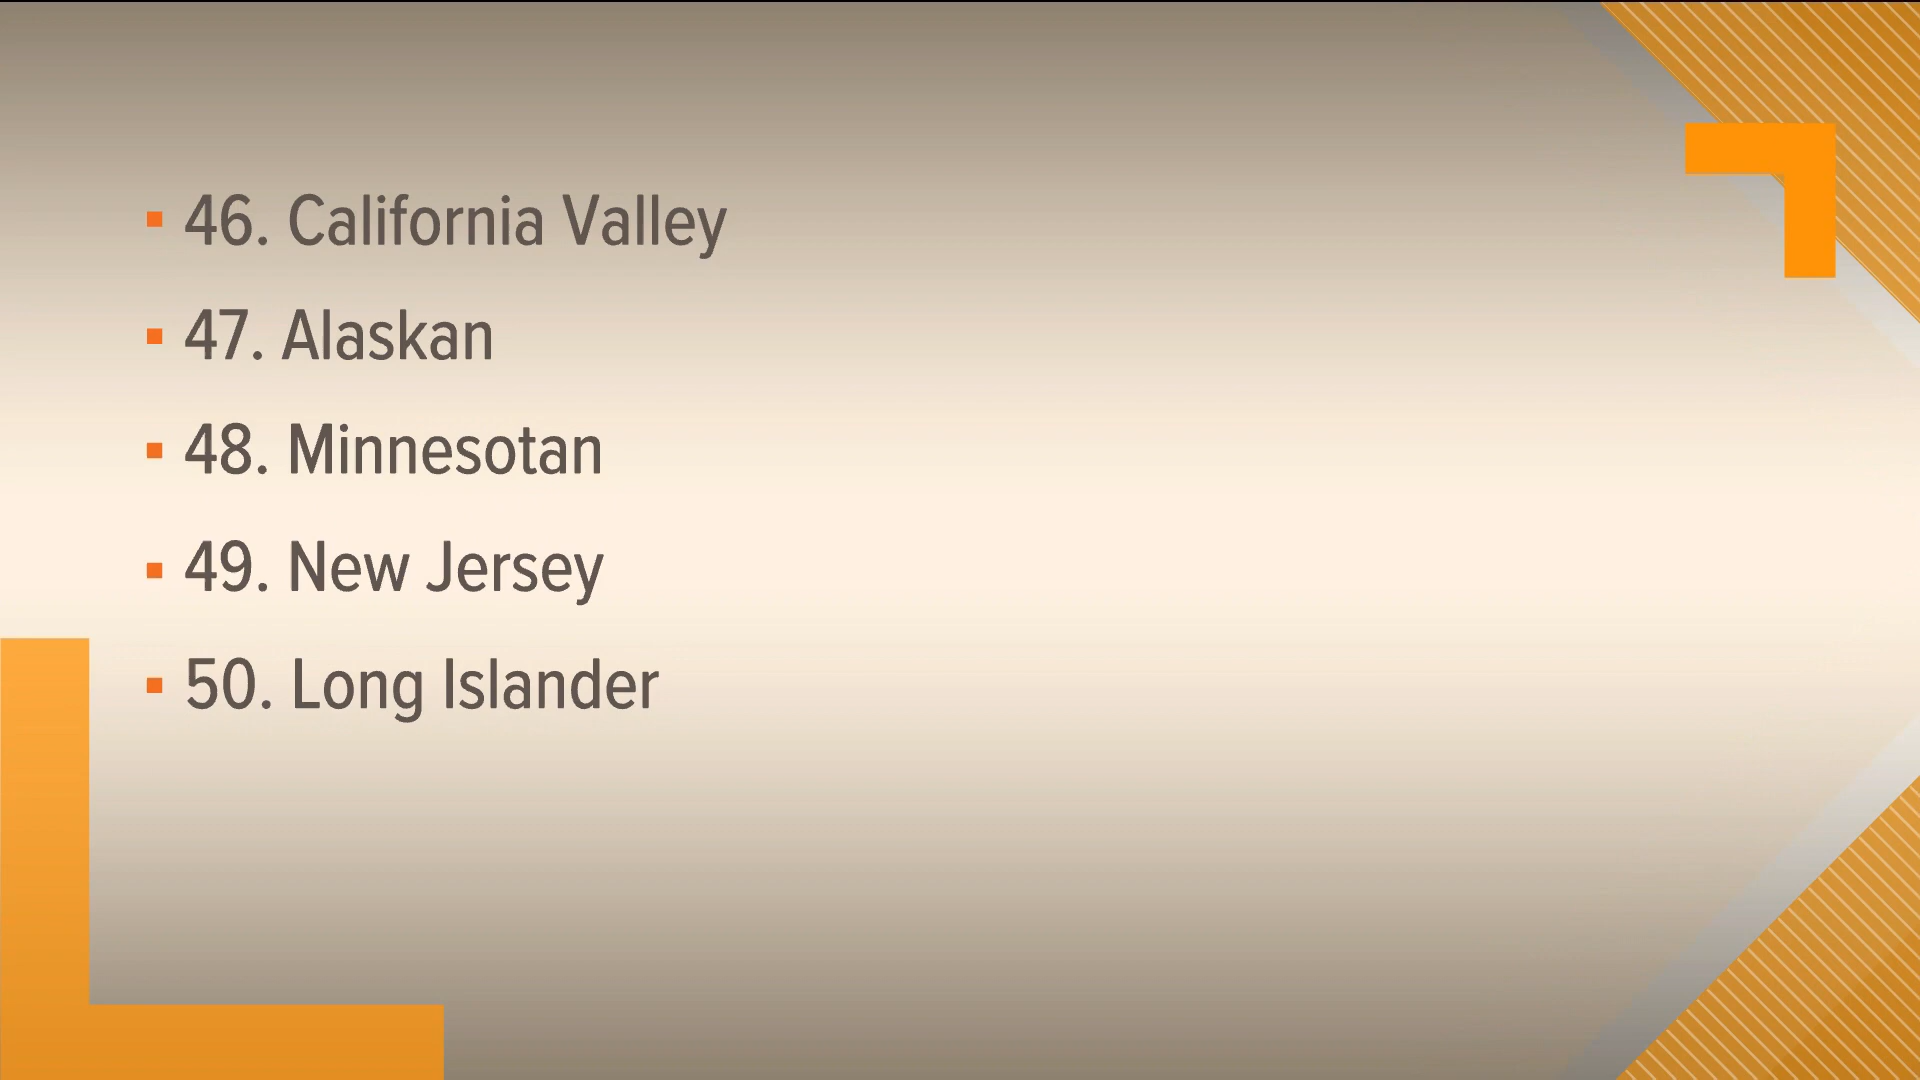 46. California Valley
47. Alaskan
48. Minnesotan
49. New Jersey
50. Long Islander